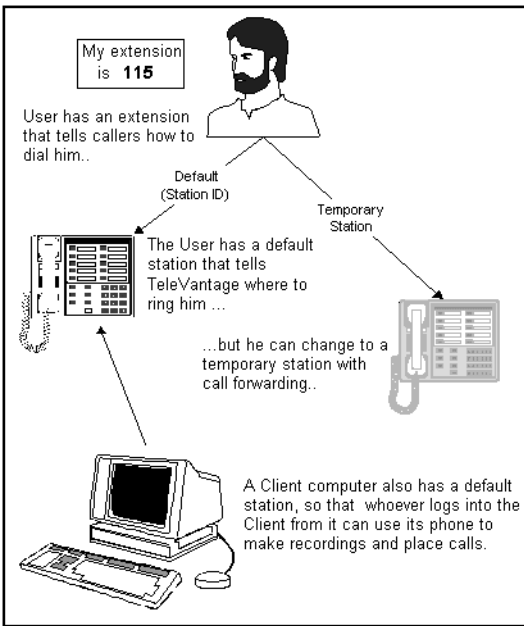 My extension
is 115
User has an extension
that tells callers how to
dial him..
Default
(Station ID)
Temporary
Station
The User has a default
station that tells
TeleVantage where to
ring him ...
...but he can change to a
temporary station with
call forwarding..
A Client computer also has a default
station, so that whoever logs into the
Client from it can use its phone to
make recordings and place calls.